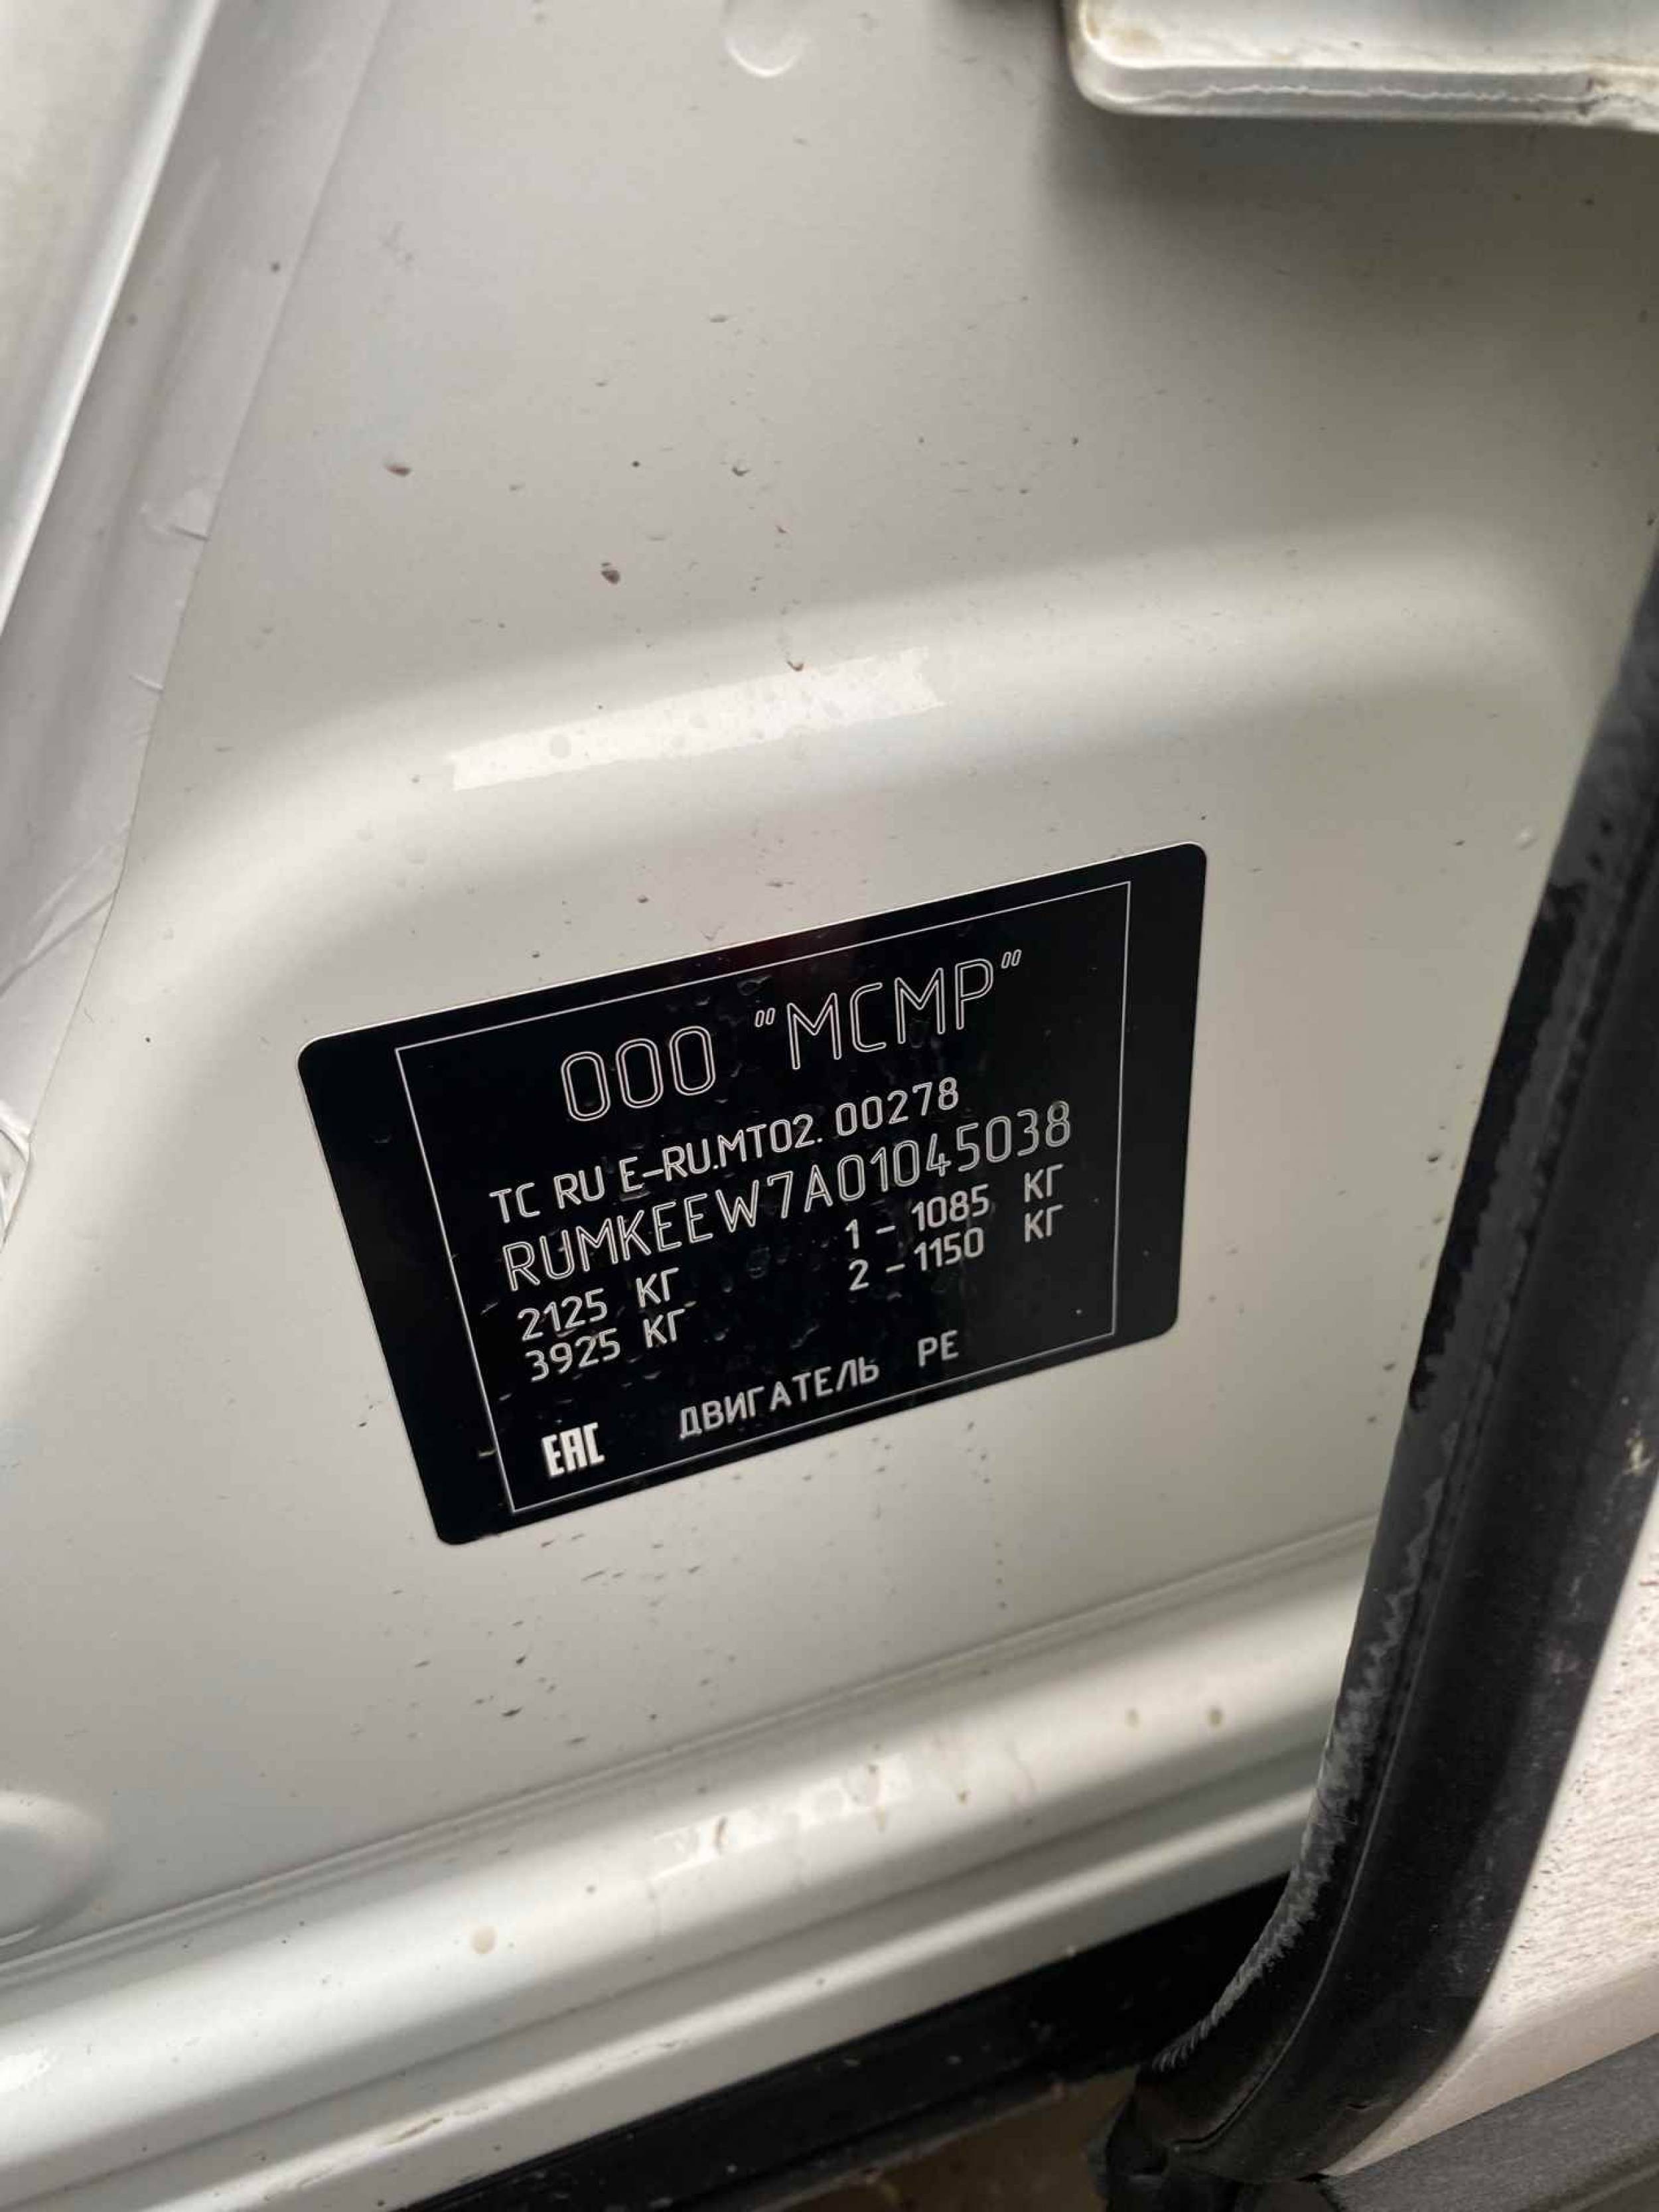 ООО "МСМР"
ТС RU E-RU.MT02. 00278
RUMKEEW7A01045038
2125 КГ 1 - 1085 КГ
3925 КГ 2 - 1150 КГ
ЕАС ДВИГАТЕЛЬ РЕ